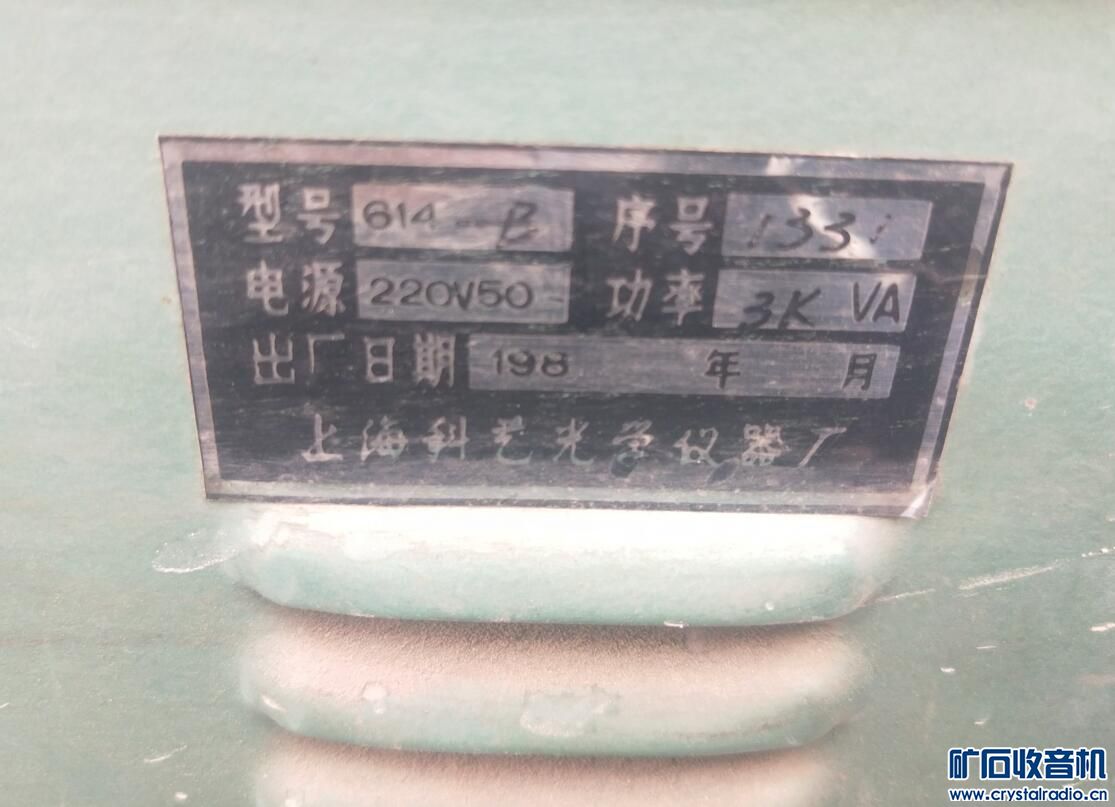 型号 614-B 序号 1331
电源 220V50 功率 3K VA
出厂日期 198 年 月
上海科艺光学仪器厂
矿石收音机
www.crystalradio.cn